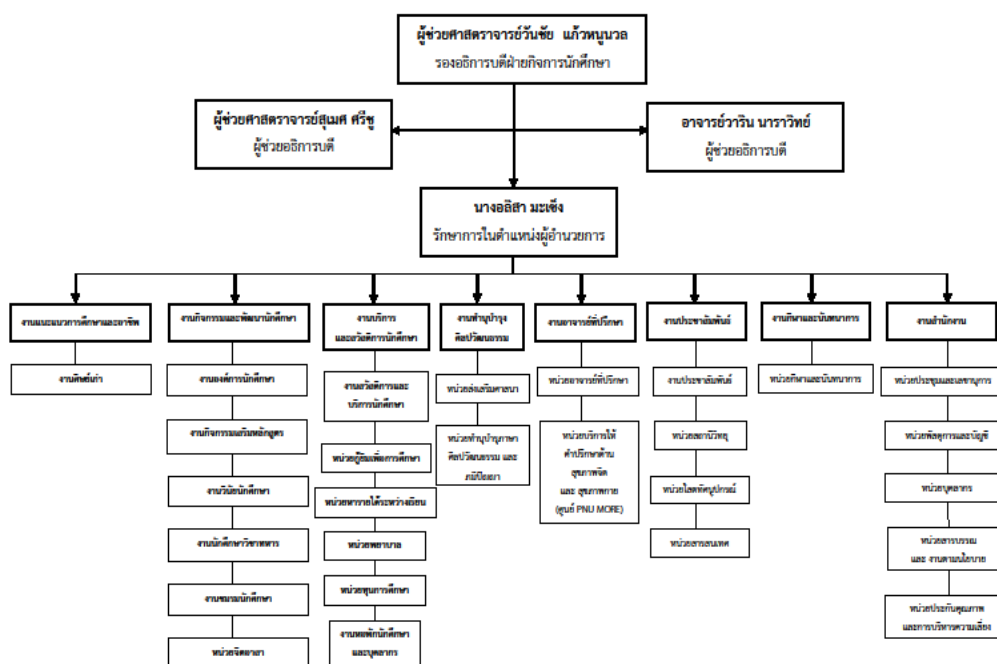 ผู้ช่วยศาสตราจารย์วันชัย แก้วหนูนวล
รองอธิการบดีฝ่ายกิจการนักศึกษา
ผู้ช่วยศาสตราจารย์สุเมศ ศรีชู
ผู้ช่วยอธิการบดี
อาจารย์วาริน นาราวิทย์
ผู้ช่วยอธิการบดี
นางอลิสา มะเซ็ง
รักษาการในตำแหน่งผู้อำนวยการ
งานแนะแนวการศึกษาและอาชีพ
งานศิษย์เก่า
งานกิจกรรมและพัฒนานักศึกษา
งานองค์การนักศึกษา
งานกิจกรรมเสริมหลักสูตร
งานวินัยนักศึกษา
งานนักศึกษาวิชาทหาร
งานชมรมนักศึกษา
หน่วยจิตอาสา
งานบริการ
และสวัสดิการนักศึกษา
งานสวัสดิการและ
บริการนักศึกษา
หน่วยกู้ยืมเพื่อการศึกษา
หน่วยหารายได้ระหว่างเรียน
หน่วยพยาบาล
หน่วยทุนการศึกษา
งานหอพักนักศึกษา
และบุคลากร
งานทำนุบำรุง
ศิลปวัฒนธรรม
หน่วยส่งเสริมศาสนา
หน่วยทำนุบำรุงภาษา
ศิลปวัฒนธรรม และ
ภูมิปัญญา
งานอาจารย์ที่ปรึกษา
หน่วยอาจารย์ที่ปรึกษา
หน่วยบริการให้
คำปรึกษาด้าน
สุขภาพจิต
และ สุขภาพกาย
(ศูนย์ PNU MORE)
งานประชาสัมพันธ์
งานประชาสัมพันธ์
หน่วยสถานีวิทยุ
หน่วยโสตทัศนูปกรณ์
หน่วยสารสนเทศ
งานกีฬาและนันทนาการ
หน่วยกีฬาและนันทนาการ
งานสำนักงาน
หน่วยประชุมและเลขานุการ
หน่วยพัสดุการและบัญชี
หน่วยบุคลากร
หน่วยสารบรรณ
และ งานตามนโยบาย
หน่วยประกันคุณภาพ
และการบริหารความเสี่ยง